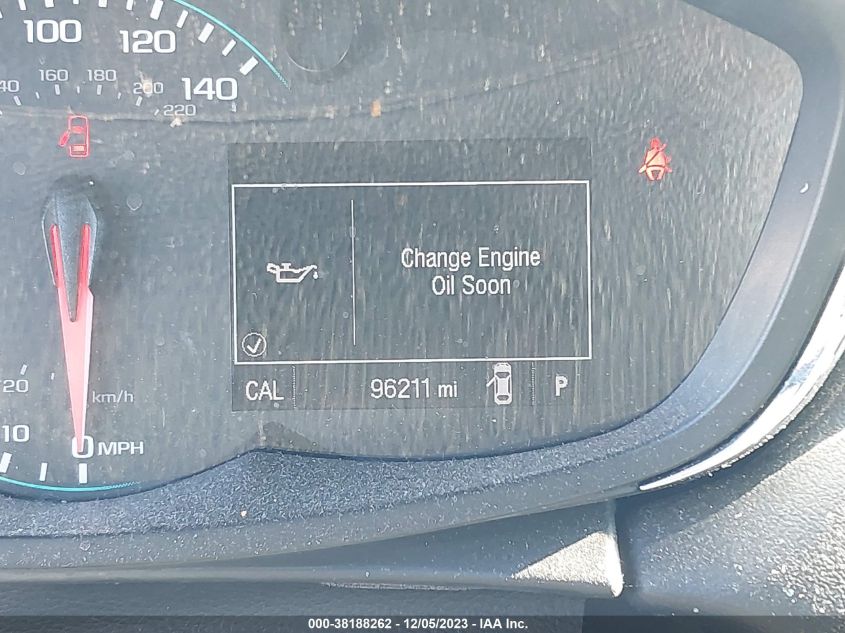 100
120
140
40 160 180 200 220
Change Engine
Oil Soon
CAL 96211 mi P
20 km/h
10 0 MPH
000-38188262 - 12/05/2023 - IAA Inc.